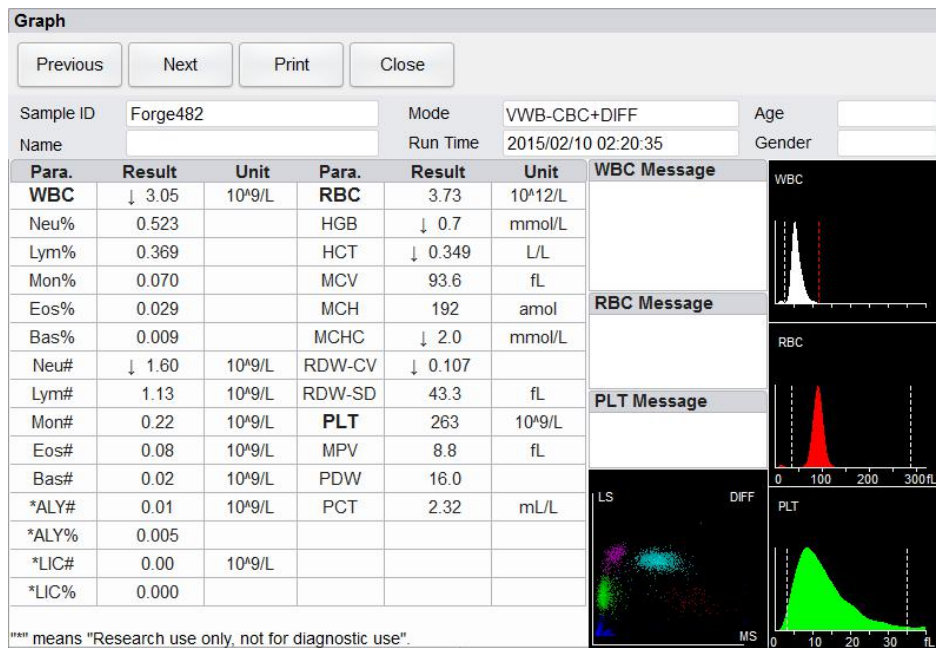 Graph
Previous Next Print Close
Sample ID Forge482 Mode VWB-CBC+DIFF Age
Name Run Time 2015/02/10 02:20:35 Gender
Para. Result Unit Para. Result Unit WBC Message
WBC ↓ 3.05 10^9/L RBC 3.73 10^12/L
Neu% 0.523 HGB ↓ 0.7 mmol/L
Lym% 0.369 HCT ↓ 0.349 L/L
Mon% 0.070 MCV 93.6 fL
Eos% 0.029 MCH 192 amol RBC Message
Bas% 0.009 MCHC ↓ 2.0 mmol/L
Neu# ↓ 1.60 10^9/L RDW-CV ↓ 0.107
Lym# 1.13 10^9/L RDW-SD 43.3 fL PLT Message
Mon# 0.22 10^9/L PLT 263 10^9/L
Eos# 0.08 10^9/L MPV 8.8 fL
Bas# 0.02 10^9/L PDW 16.0
*ALY# 0.01 10^9/L PCT 2.32 mL/L
*ALY% 0.005
*LIC# 0.00 10^9/L
*LIC% 0.000
"*" means "Research use only, not for diagnostic use".
LS DIFF
MS
WBC
RBC
0 100 200 300fL
PLT
0 10 20 30 fL